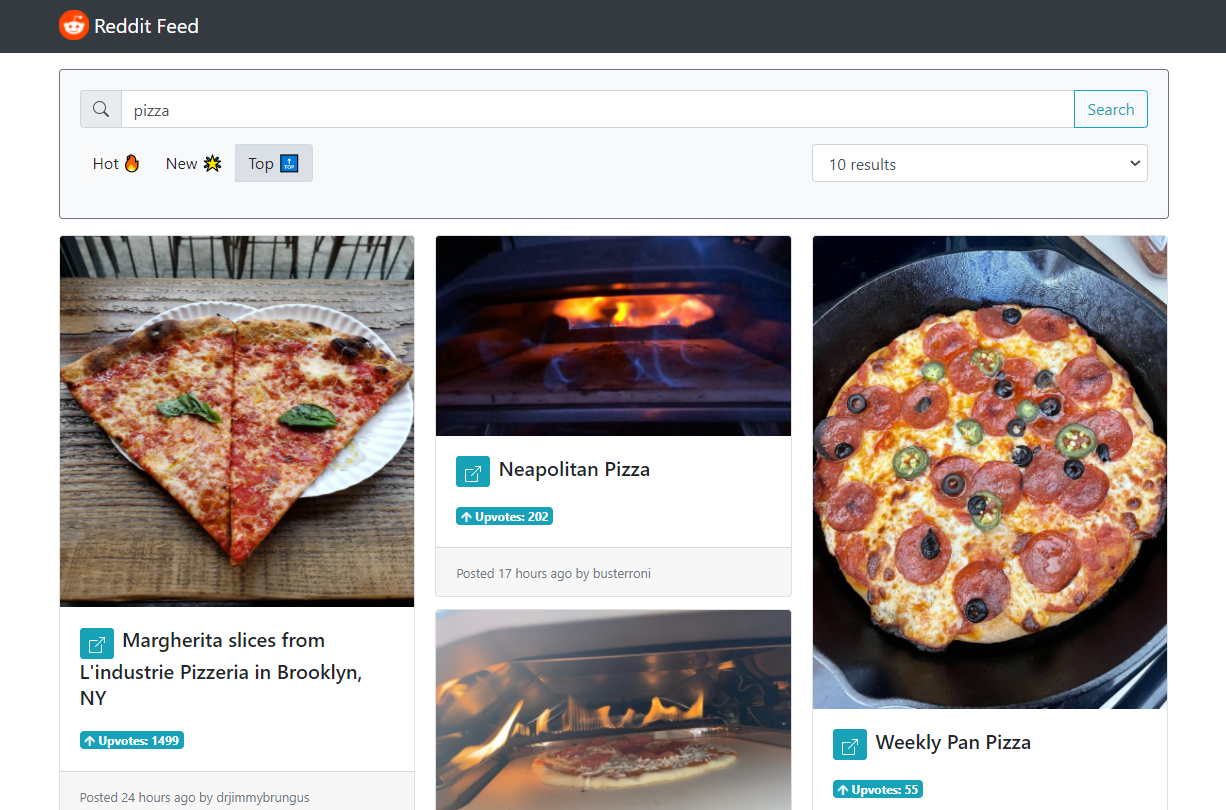 Reddit Feed
pizza
Search
Hot 🔥 New 🌟 Top 🔝
10 results
Margherita slices from
L'industrie Pizzeria in Brooklyn,
NY
Upvotes: 1499
Posted 24 hours ago by drjimmybrungus
Neapolitan Pizza
Upvotes: 202
Posted 17 hours ago by busterroni
Weekly Pan Pizza
Upvotes: 55